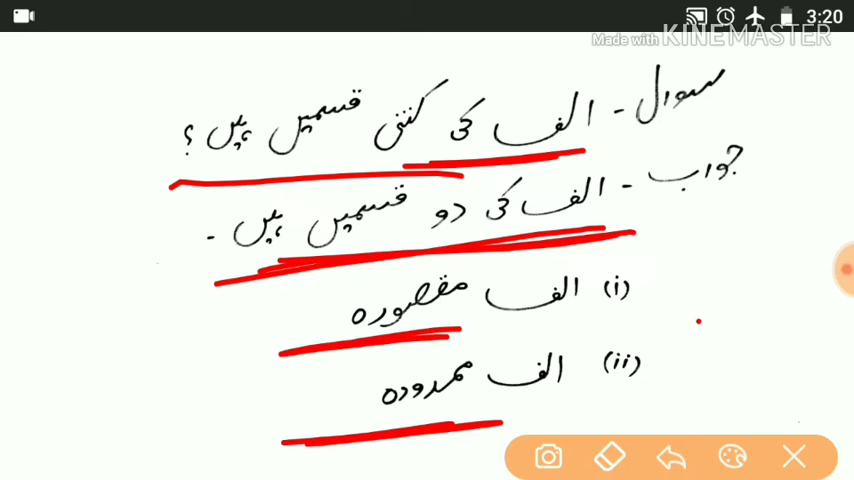 3:20
Made with KINEMASTER
سوال - الف کی کتنی قسمیں ہیں؟
جواب - الف کی دو قسمیں ہیں -
(i) الف مقصورہ
(ii) الف ممدودہ